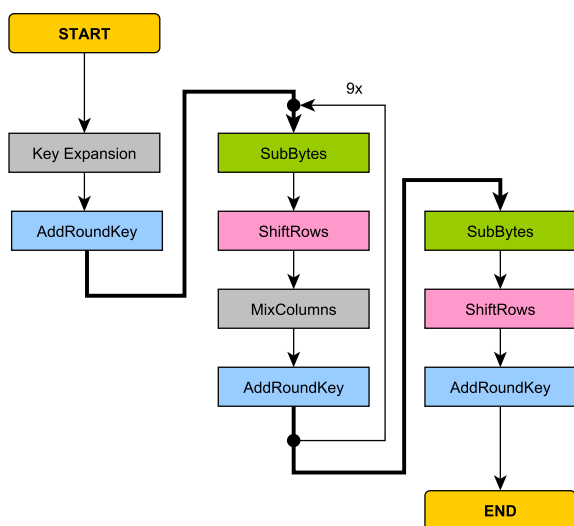 START
Key Expansion
AddRoundKey
9x
SubBytes
ShiftRows
MixColumns
AddRoundKey
SubBytes
ShiftRows
AddRoundKey
END